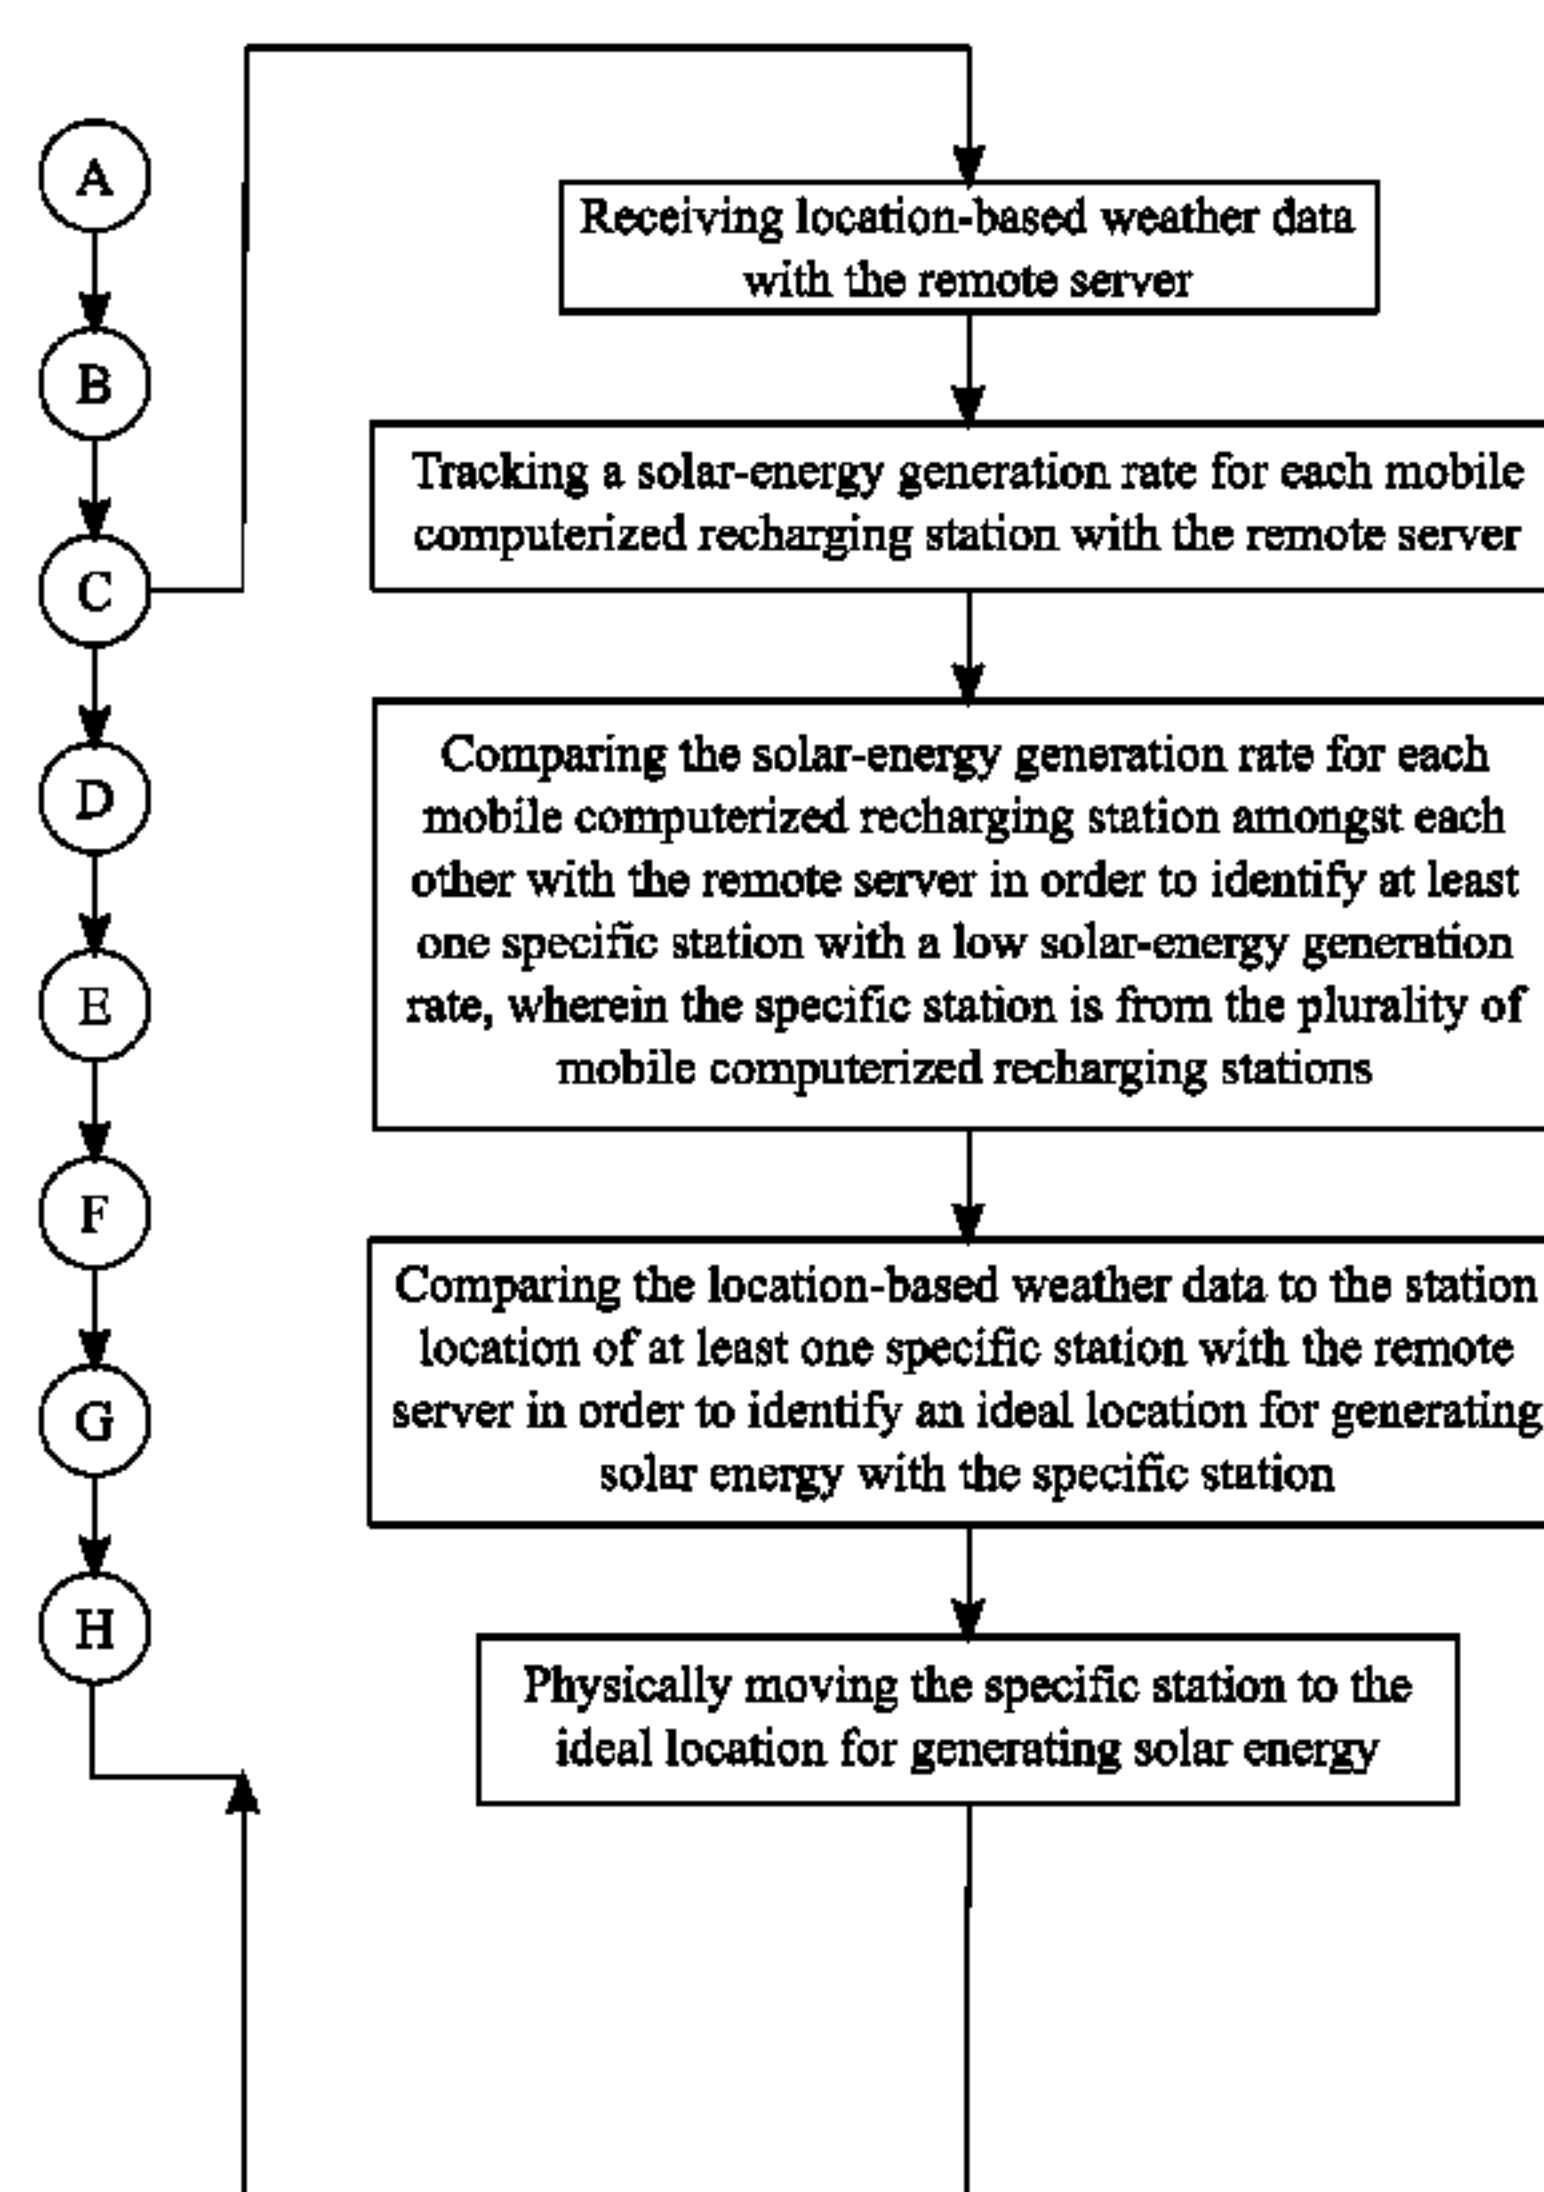 A
B
C
D
E
F
G
H
Receiving location-based weather data
with the remote server
Tracking a solar-energy generation rate for each mobile
computerized recharging station with the remote server
Comparing the solar-energy generation rate for each
mobile computerized recharging station amongst each
other with the remote server in order to identify at least
one specific station with a low solar-energy generation
rate, wherein the specific station is from the plurality of
mobile computerized recharging stations
Comparing the location-based weather data to the station
location of at least one specific station with the remote
server in order to identify an ideal location for generating
solar energy with the specific station
Physically moving the specific station to the
ideal location for generating solar energy